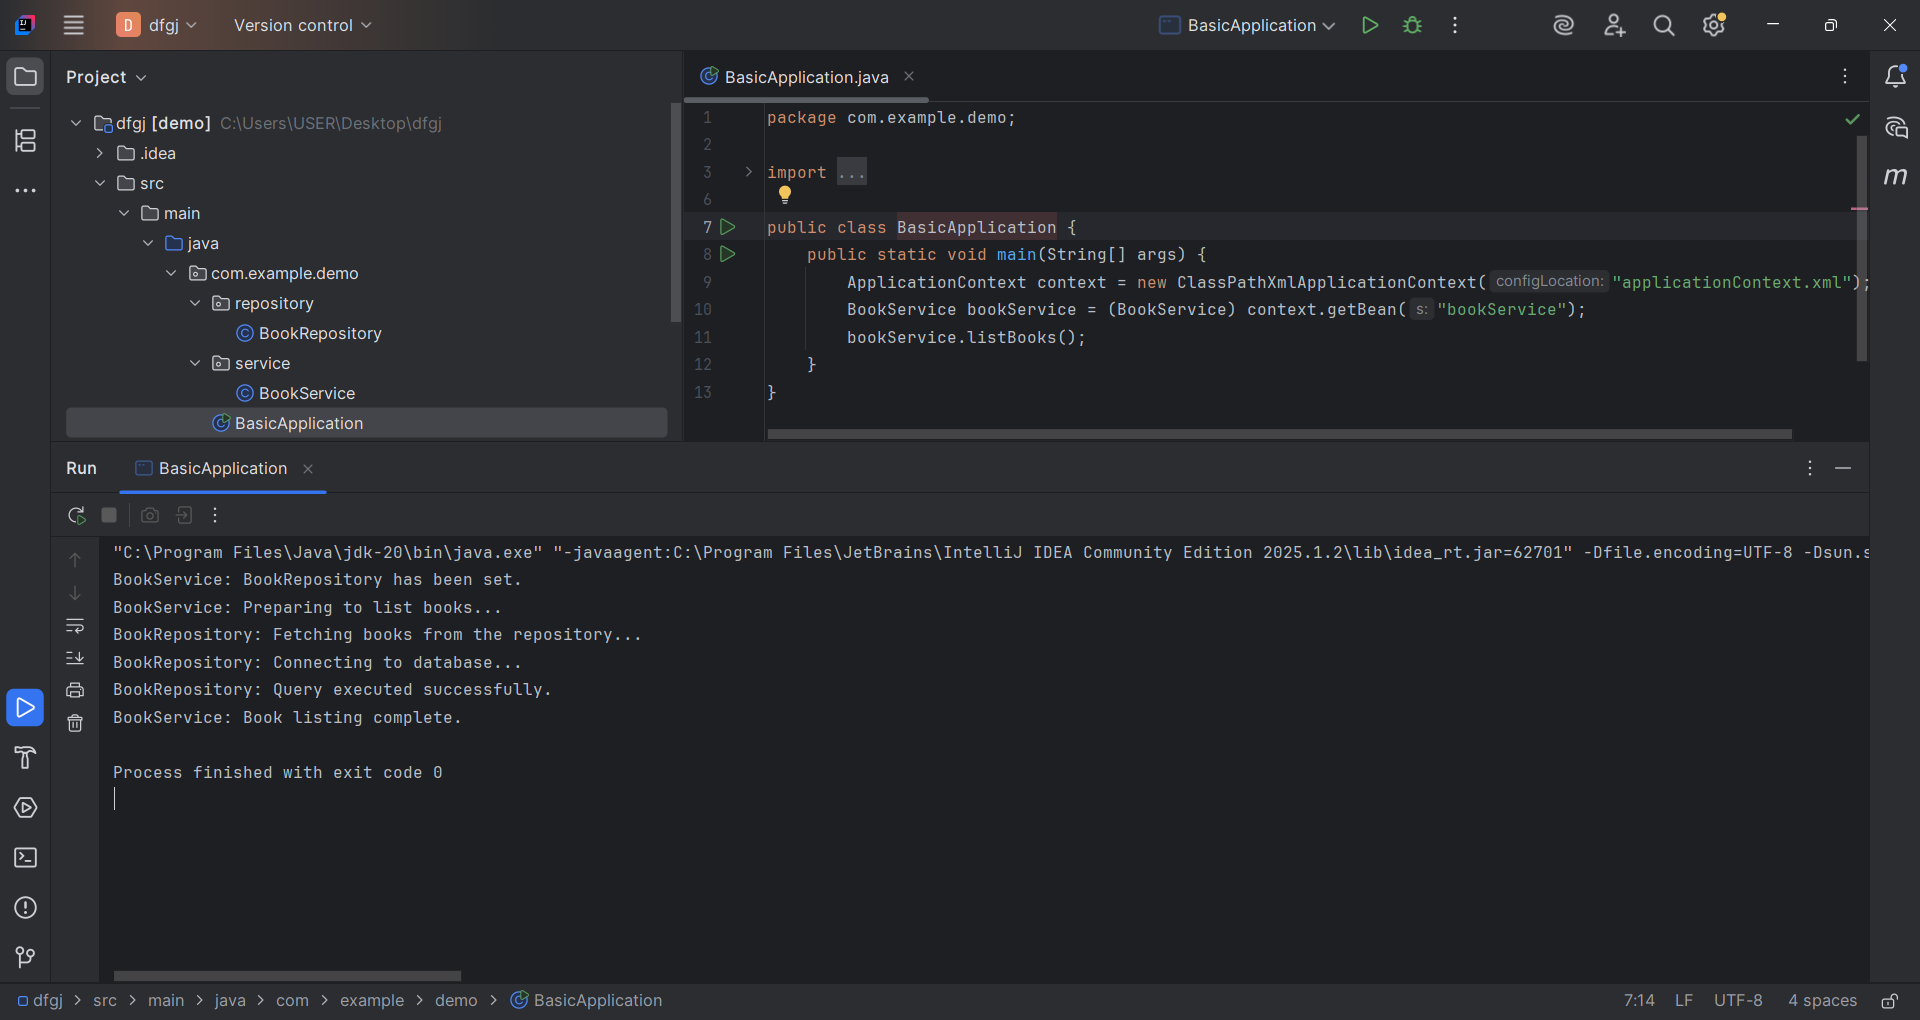 D dfgj Version control BasicApplication
Project
BasicApplication.java
dfgj [demo] C:\Users\USER\Desktop\dfgj
.idea
src
main
java
com.example.demo
repository
BookRepository
service
BookService
BasicApplication
1 package com.example.demo;
2
3 import ...
6
7 public class BasicApplication {
8 public static void main(String[] args) {
9 ApplicationContext context = new ClassPathXmlApplicationContext( configLocation: "applicationContext.xml");
10 BookService bookService = (BookService) context.getBean( s: "bookService");
11 bookService.listBooks();
12 }
13 }
m
Run BasicApplication
"C:\Program Files\Java\jdk-20\bin\java.exe" "-javaagent:C:\Program Files\JetBrains\IntelliJ IDEA Community Edition 2025.1.2\lib\idea_rt.jar=62701" -Dfile.encoding=UTF-8 -Dsun.s
BookService: BookRepository has been set.
BookService: Preparing to list books...
BookRepository: Fetching books from the repository...
BookRepository: Connecting to database...
BookRepository: Query executed successfully.
BookService: Book listing complete.
Process finished with exit code 0
dfgj > src > main > java > com > example > demo > BasicApplication 7:14 LF UTF-8 4 spaces